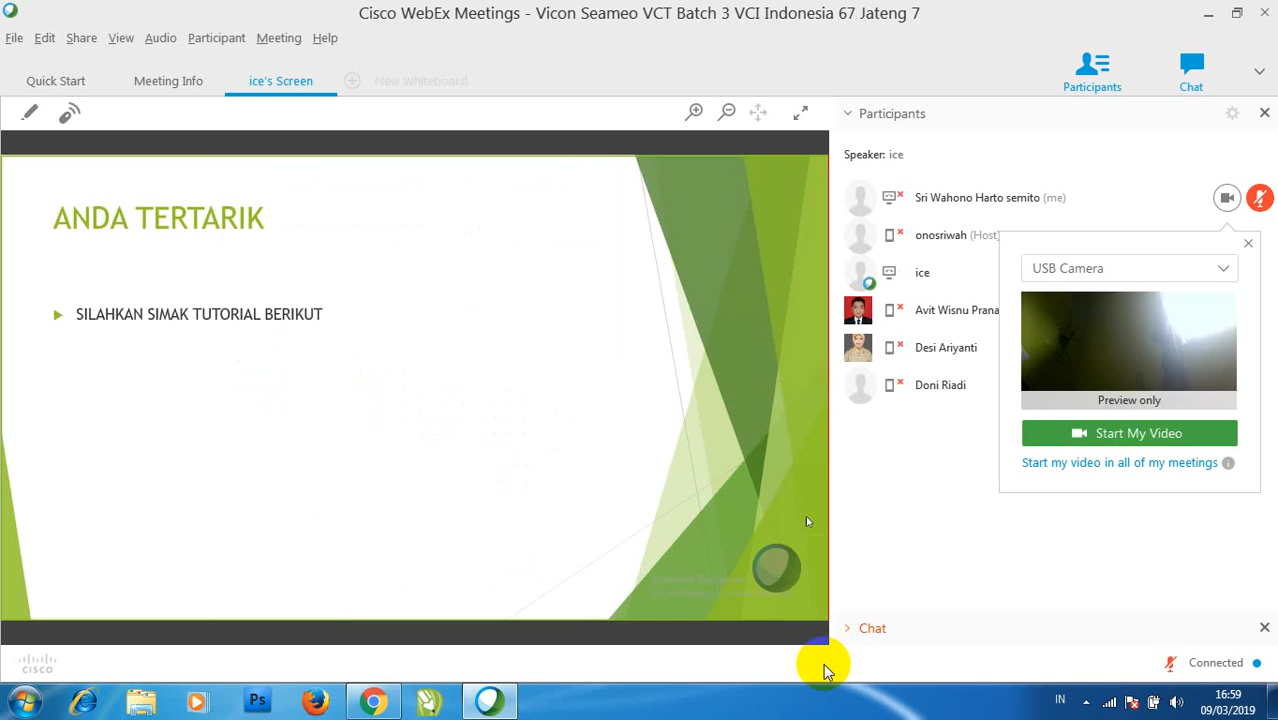 Cisco WebEx Meetings - Vicon Seameo VCT Batch 3 VCI Indonesia 67 Jateng 7
File Edit Share View Audio Participant Meeting Help
Quick Start Meeting Info ice's Screen New Whiteboard
Participants Chat
Participants
Speaker: ice
Sri Wahono Harto semito (me)
onosriwah (Host)
ice
Avit Wisnu Prana
Desi Ariyanti
Doni Riadi
USB Camera
Preview only
Start My Video
Start my video in all of my meetings
ANDA TERTARIK
SILAHKAN SIMAK TUTORIAL BERIKUT
Chat
cisco
Connected
Ps
IN
16:59
09/03/2019